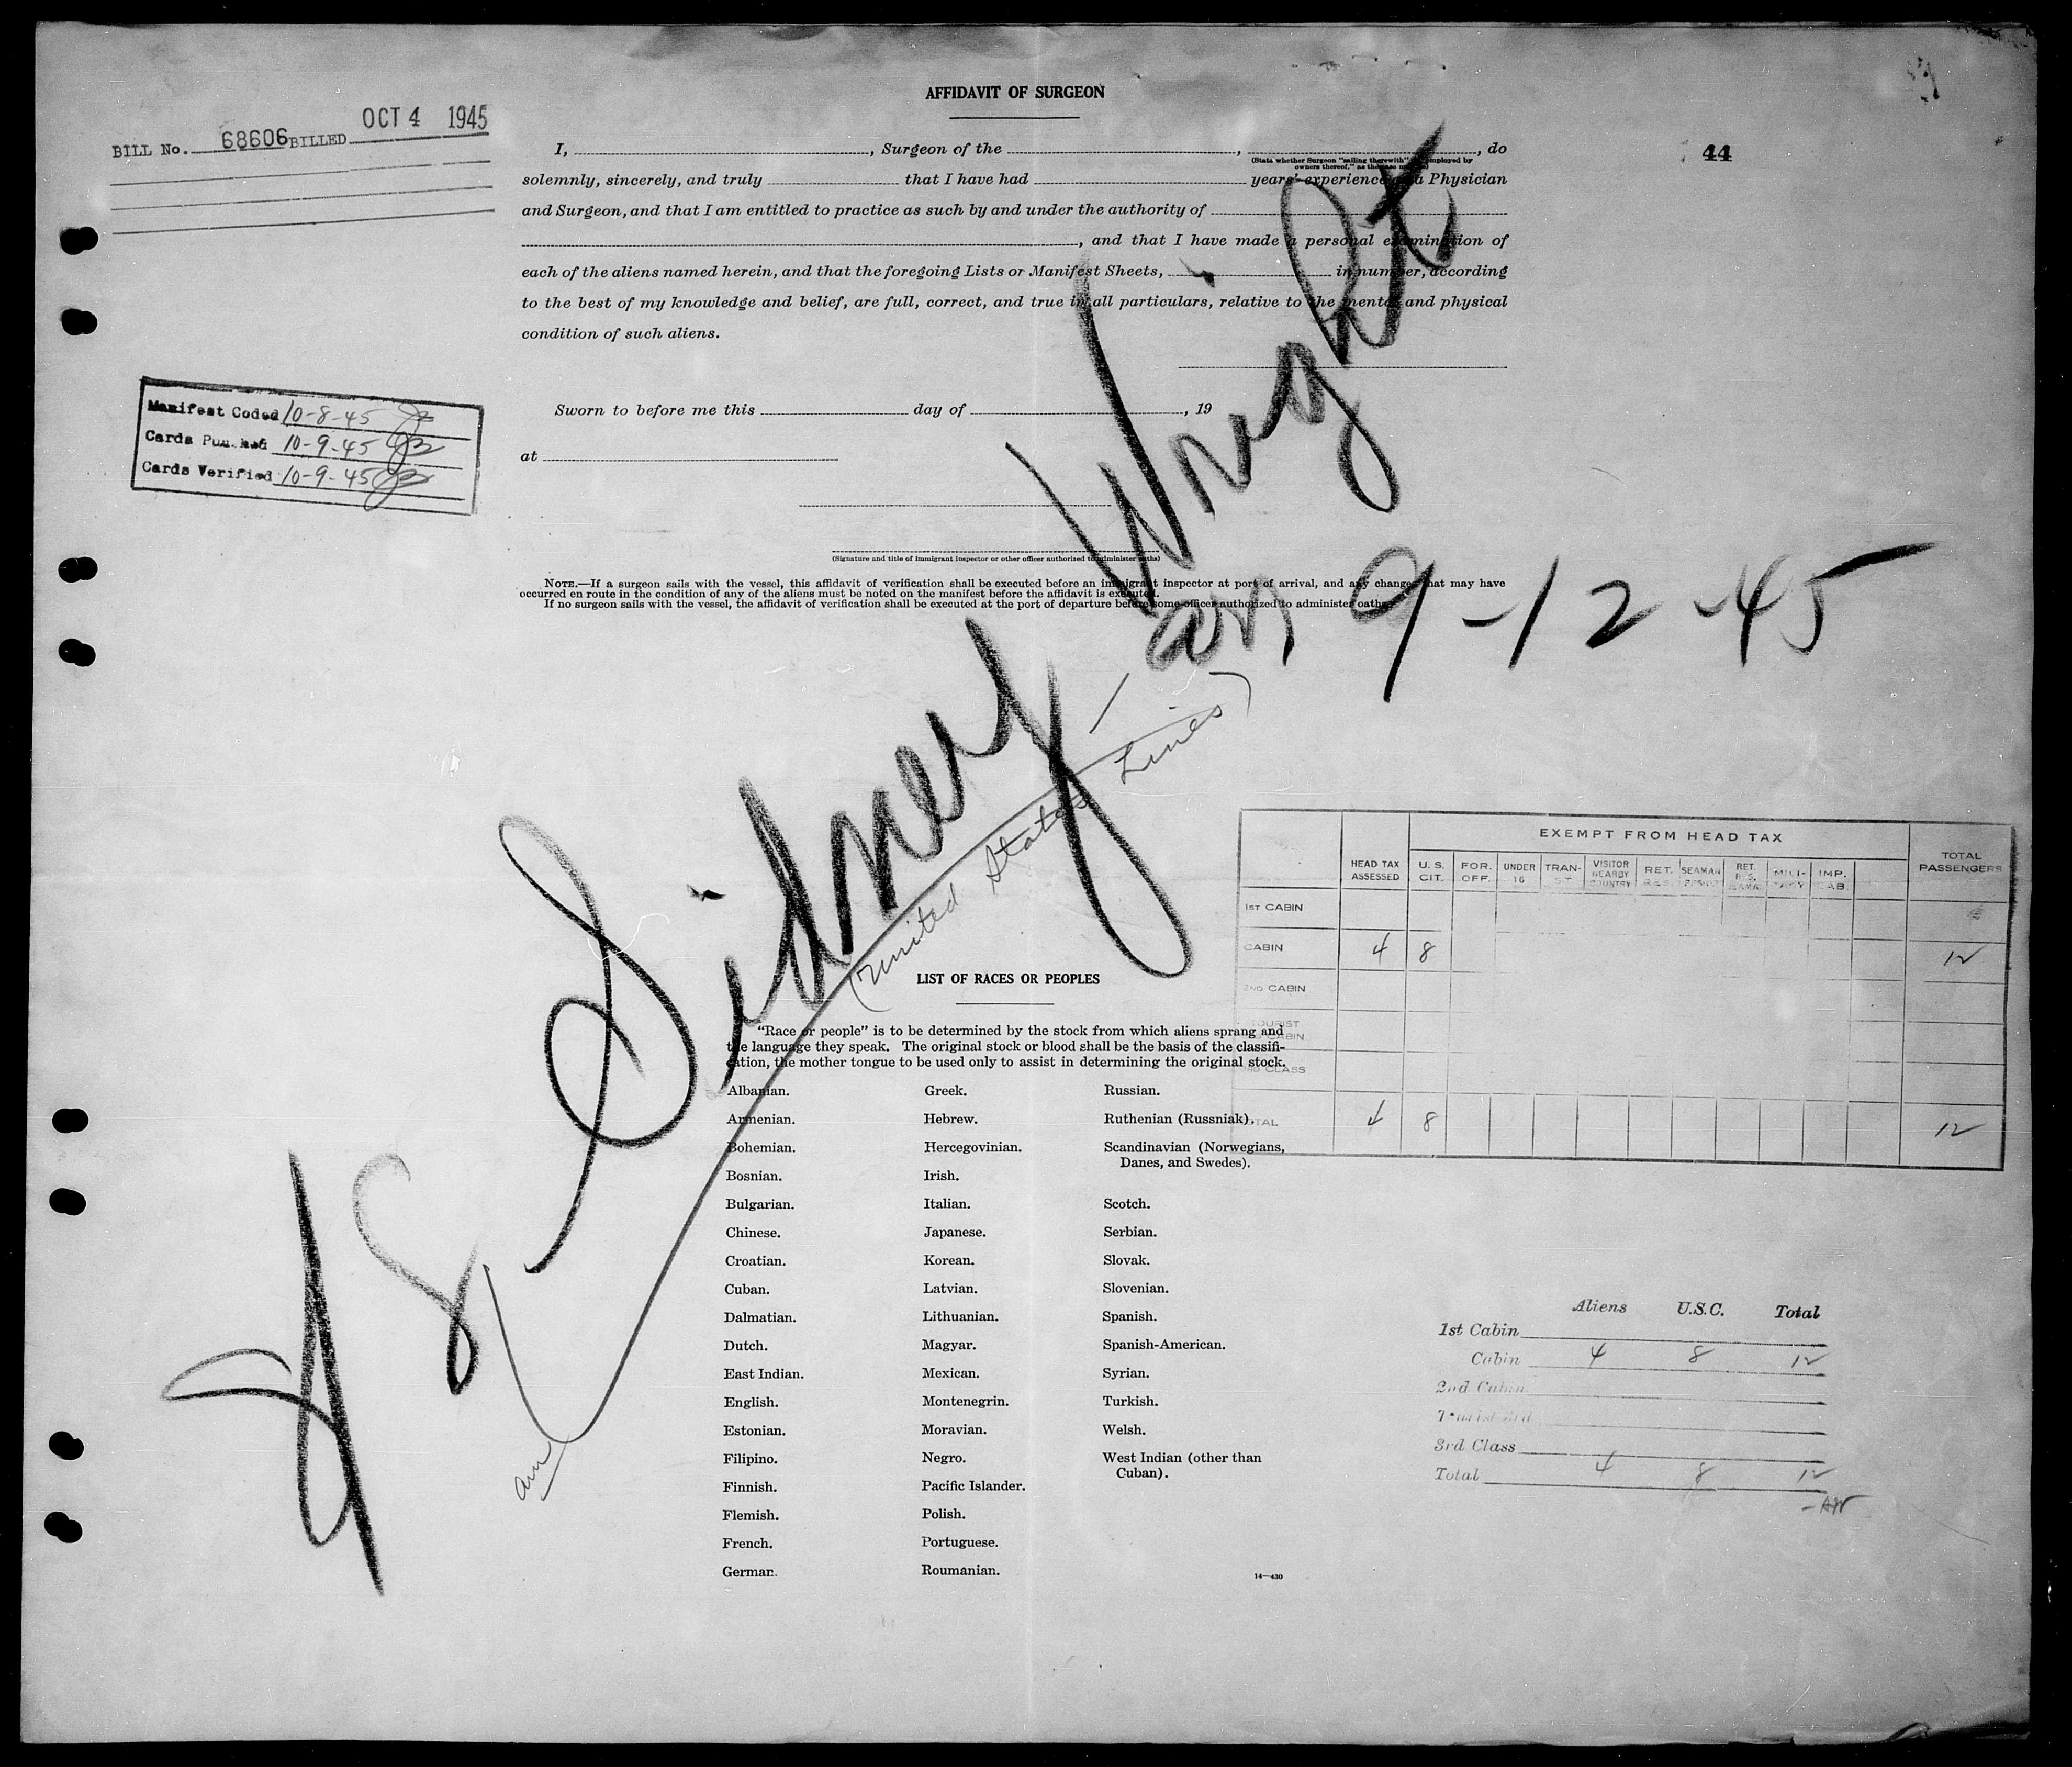 AFFIDAVIT OF SURGEON
BILL No. 68606 BILLED OCT 4 1945
44
I, , Surgeon of the , , do
(State whether Surgeon "sailing therewith" or employed by
owners thereof," as the case may be)
solemnly, sincerely, and truly that I have had years' experience as a Physician
and Surgeon, and that I am entitled to practice as such by and under the authority of
, and that I have made a personal examination of
each of the aliens named herein, and that the foregoing Lists or Manifest Sheets, in number, according
to the best of my knowledge and belief, are full, correct, and true in all particulars, relative to the mental and physical
condition of such aliens.
Manifest Coded 10-8-45
Cards Punched 10-9-45
Cards Verified 10-9-45
Sworn to before me this day of , 19
at
(Signature and title of immigrant inspector or other officer authorized to administer oaths)
NOTE.—If a surgeon sails with the vessel, this affidavit of verification shall be executed before an immigrant inspector at port of arrival, and any changes that may have
occurred en route in the condition of any of the aliens must be noted on the manifest before the affidavit is executed.
If no surgeon sails with the vessel, the affidavit of verification shall be executed at the port of departure before some officer authorized to administer oaths.
Sidney Wright
arr, 9-12-45
(United States Lines)
EXEMPT FROM HEAD TAX
HEAD TAX ASSESSED U. S. CIT. FOR. OFF. UNDER 16 TRAN- ST VISITOR NEARBY COUNTRY RET. RES. SEAMAN RET. RES. SEAMAN MILI- TARY IMP. CAB. TOTAL PASSENGERS
1ST CABIN
CABIN 4 8 12
2ND CABIN
TOURIST
CABIN
3RD CLASS
TOTAL 4 8 12
LIST OF RACES OR PEOPLES
"Race or people" is to be determined by the stock from which aliens sprang and
the language they speak. The original stock or blood shall be the basis of the classifi-
cation, the mother tongue to be used only to assist in determining the original stock.
Albanian. Greek. Russian.
Armenian. Hebrew. Ruthenian (Russniak).
Bohemian. Hercegovinian. Scandinavian (Norwegians,
Danes, and Swedes).
Bosnian. Irish.
Bulgarian. Italian. Scotch.
Chinese. Japanese. Serbian.
Croatian. Korean. Slovak.
Cuban. Latvian. Slovenian.
Dalmatian. Lithuanian. Spanish.
Dutch. Magyar. Spanish-American.
East Indian. Mexican. Syrian.
English. Montenegrin. Turkish.
Estonian. Moravian. Welsh.
Filipino. Negro. West Indian (other than
Cuban).
Finnish. Pacific Islander.
Flemish. Polish.
French. Portuguese.
German. Roumanian.
14—430
Aliens U.S.C. Total
1st Cabin
Cabin 4 8 12
2nd Cabin
Tourist 3rd
3rd Class
Total 4 8 12